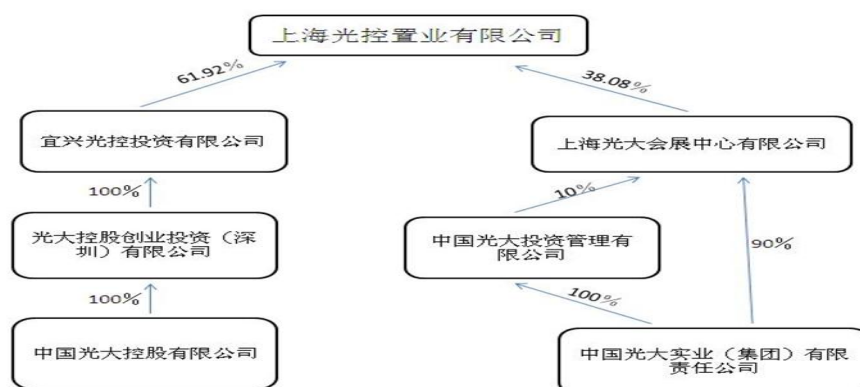 上海光控置业有限公司
61.92%
38.08%
宜兴光控投资有限公司
上海光大会展中心有限公司
100%
10%
光大控股创业投资（深
圳）有限公司
中国光大投资管理有
限公司
90%
100%
100%
中国光大控股有限公司
中国光大实业（集团）有限
责任公司